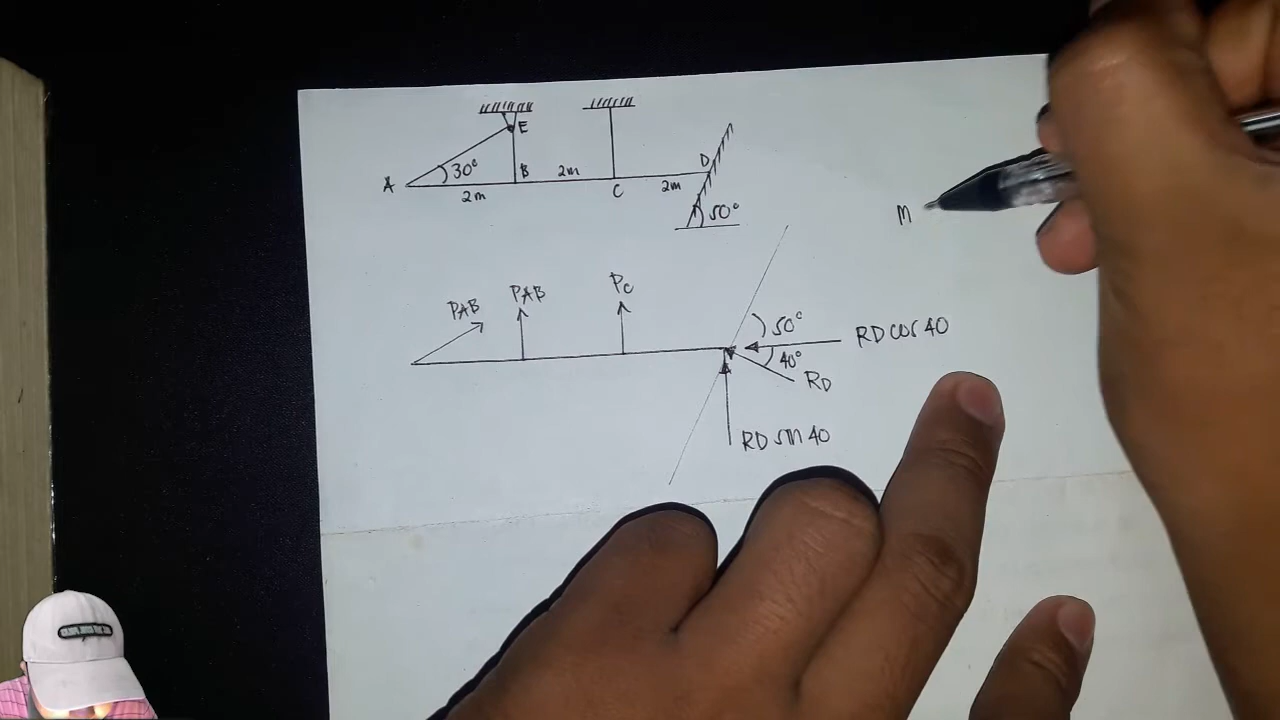 E
A 30° B 2m D
2m C 2m
50°
M
PAB PAB PC
50° RD COS 40
40°
RD
RD SIN 40